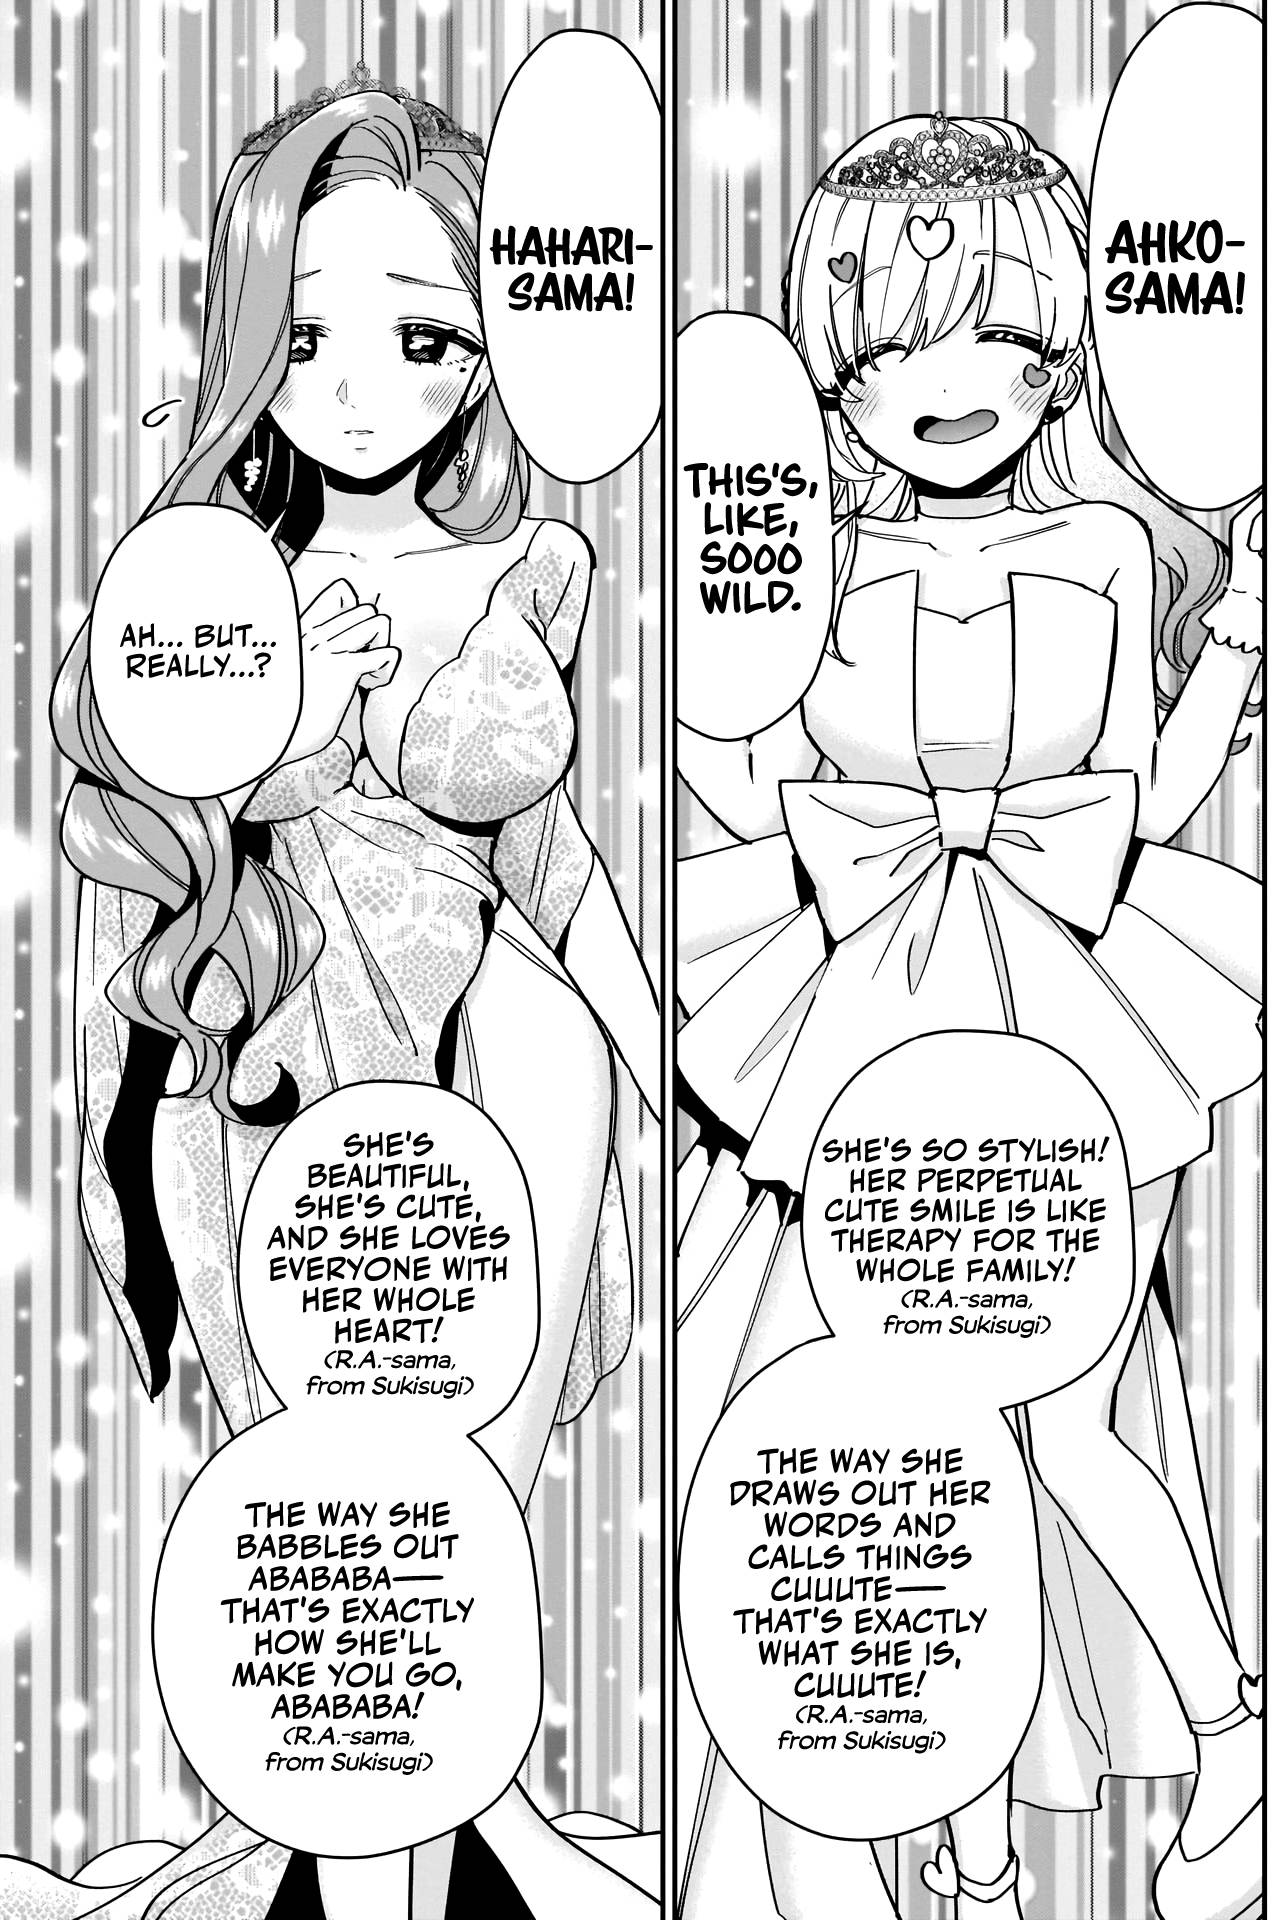 AHKO-
SAMA!
THIS'S,
LIKE,
SOOO
WILD.
SHE'S SO STYLISH!
HER PERPETUAL
CUTE SMILE IS LIKE
THERAPY FOR THE
WHOLE FAMILY!
(R.A.-sama,
from Sukisugi)
THE WAY SHE
DRAWS OUT HER
WORDS AND
CALLS THINGS
CUUUTE—
THAT'S EXACTLY
WHAT SHE IS,
CUUUTE!
(R.A.-sama,
from Sukisugi)
HAHARI-
SAMA!
AH... BUT...
REALLY...?
SHE'S
BEAUTIFUL,
SHE'S CUTE,
AND SHE LOVES
EVERYONE WITH
HER WHOLE
HEART!
(R.A.-sama,
from Sukisugi)
THE WAY SHE
BABBLES OUT
ABABABA—
THAT'S EXACTLY
HOW SHE'LL
MAKE YOU GO,
ABABABA!
(R.A.-sama,
from Sukisugi)